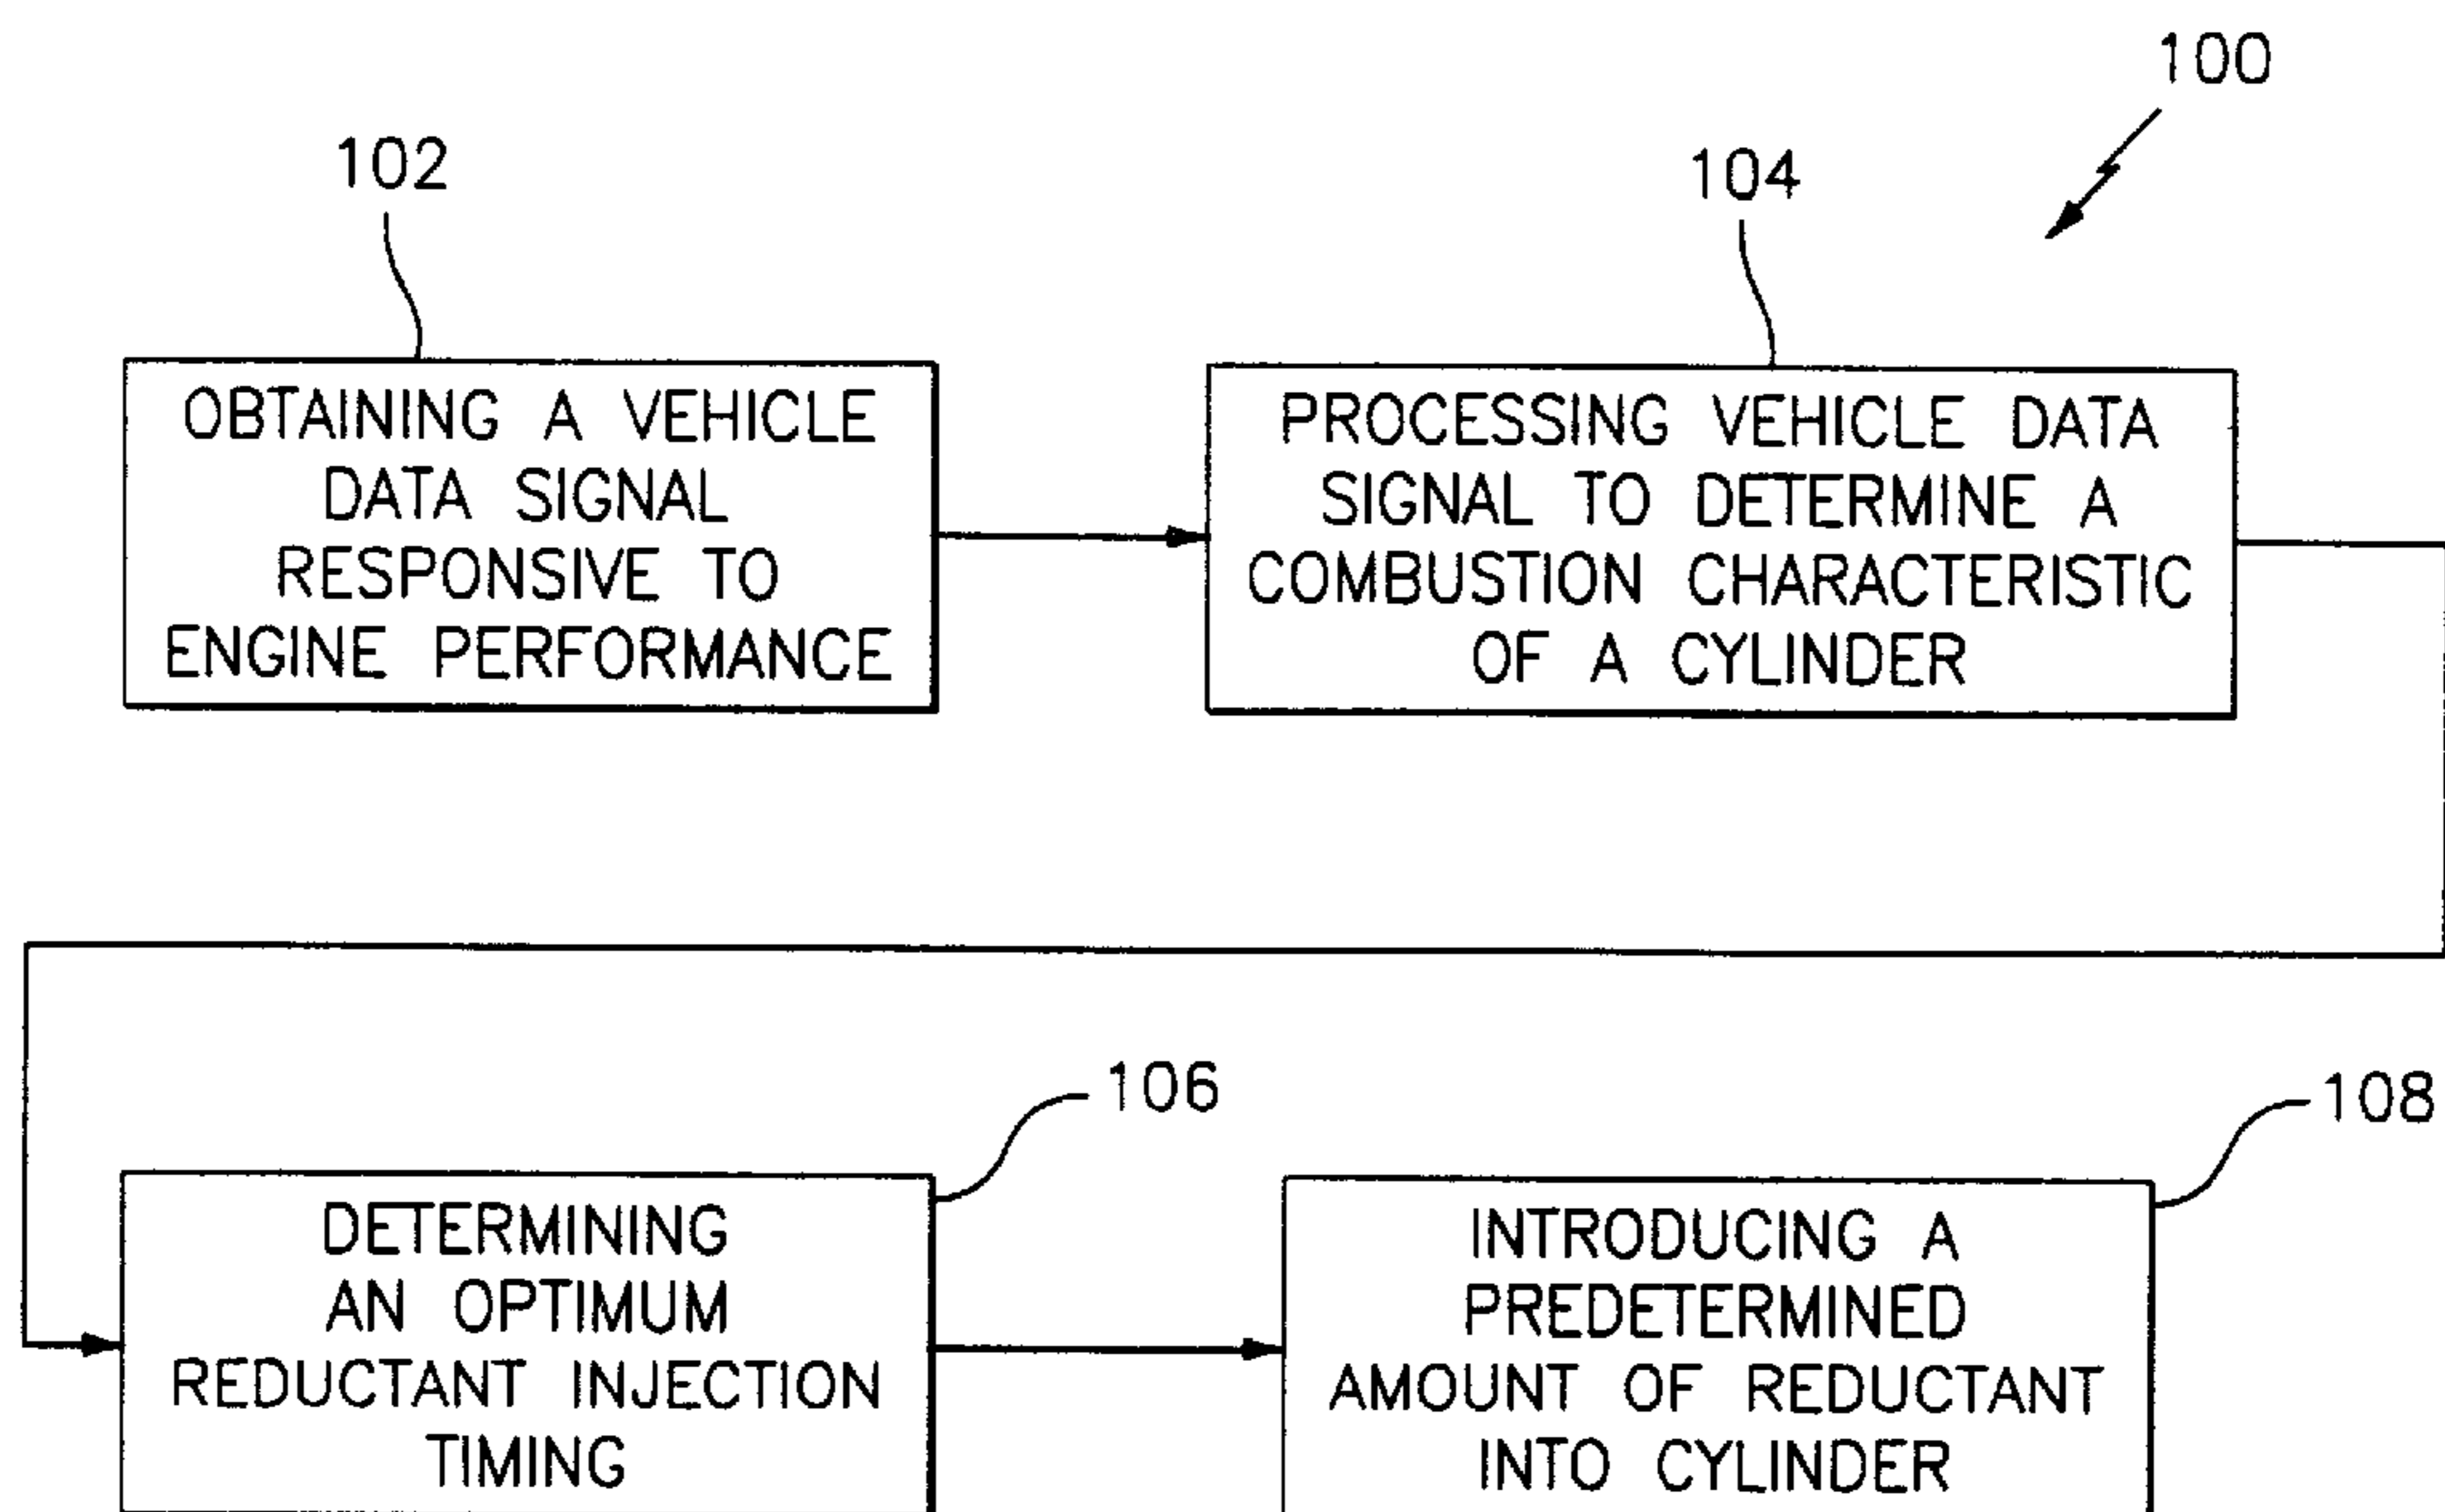 100
102
104
OBTAINING A VEHICLE
DATA SIGNAL
RESPONSIVE TO
ENGINE PERFORMANCE
PROCESSING VEHICLE DATA
SIGNAL TO DETERMINE A
COMBUSTION CHARACTERISTIC
OF A CYLINDER
106
108
DETERMINING
AN OPTIMUM
REDUCTANT INJECTION
TIMING
INTRODUCING A
PREDETERMINED
AMOUNT OF REDUCTANT
INTO CYLINDER